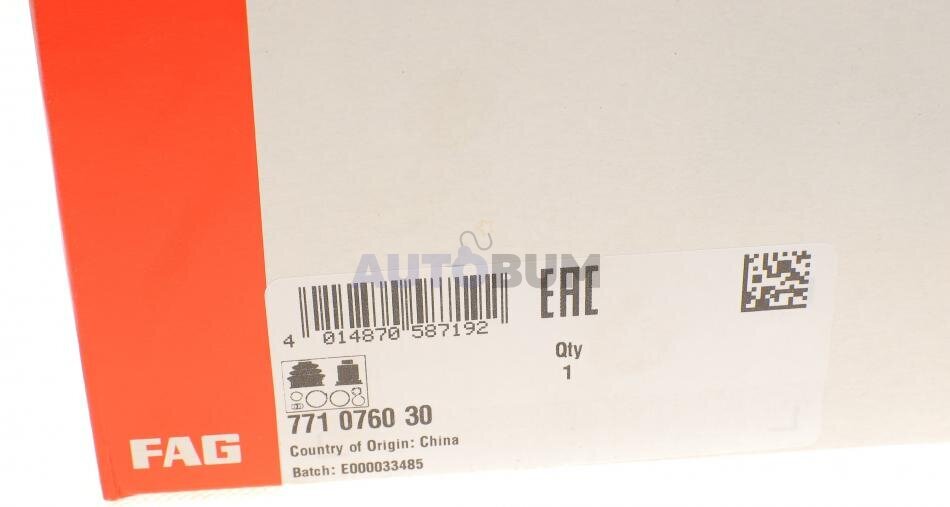 AUTOBUM
EAC
4 014870 587192
Qty
1
771 0760 30
Country of Origin: China
Batch: E000033485
FAG